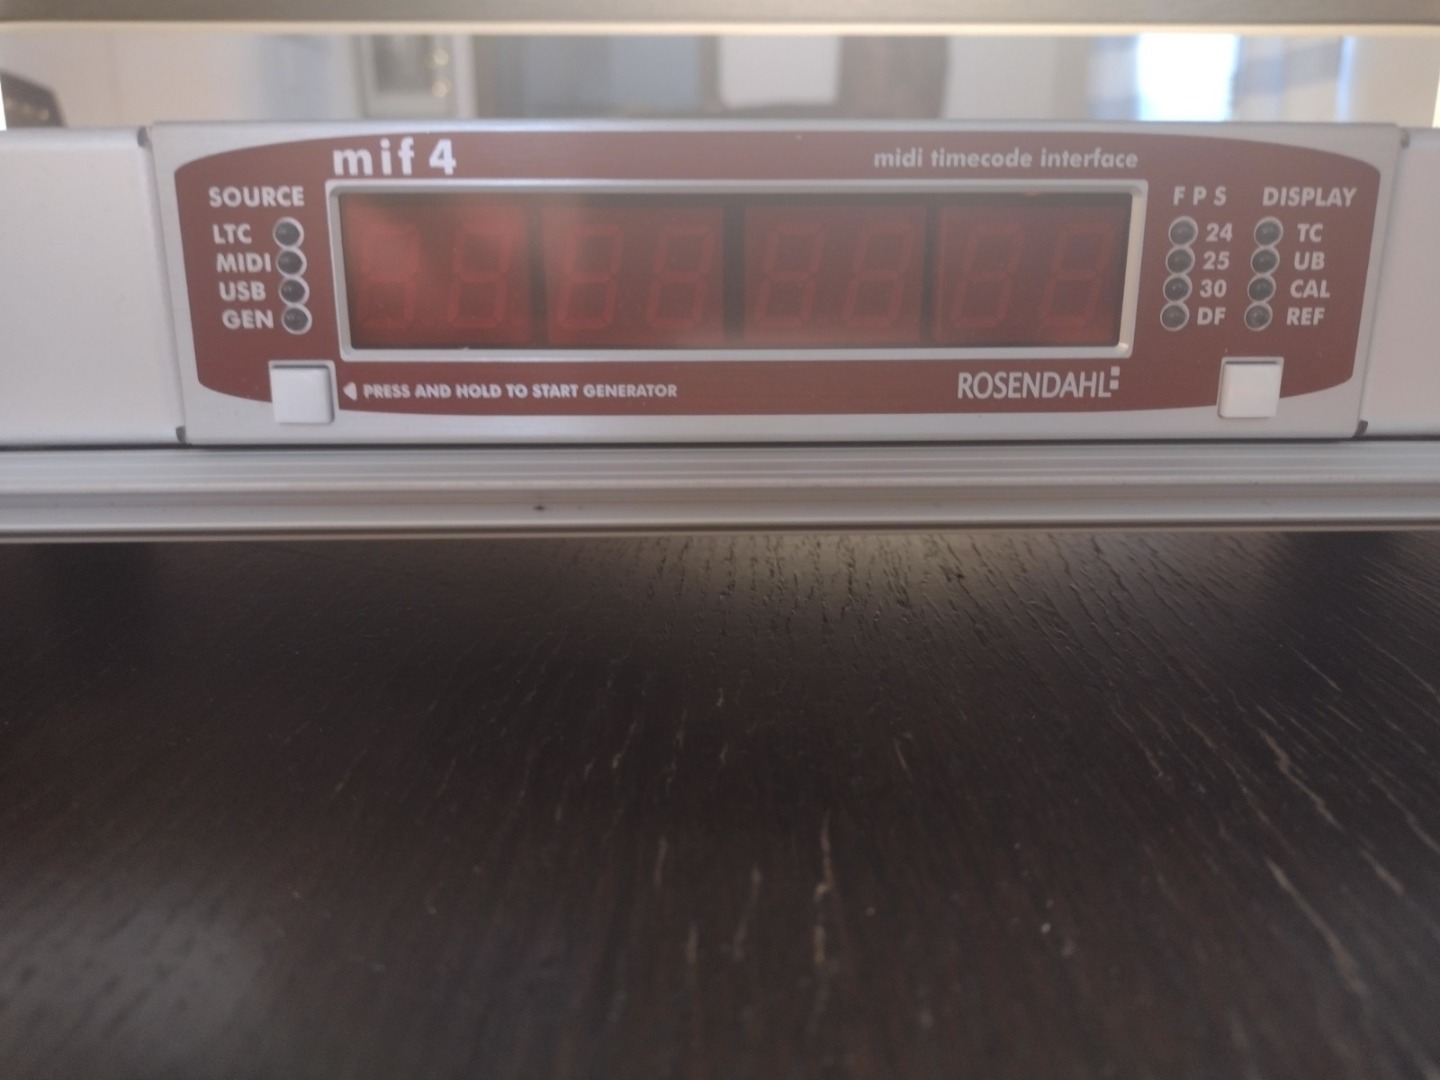 mif 4
midi timecode interface
SOURCE
LTC
MIDI
USB
GEN
FPS
24
25
30
DF
DISPLAY
TC
UB
CAL
REF
PRESS AND HOLD TO START GENERATOR
ROSENDAHL